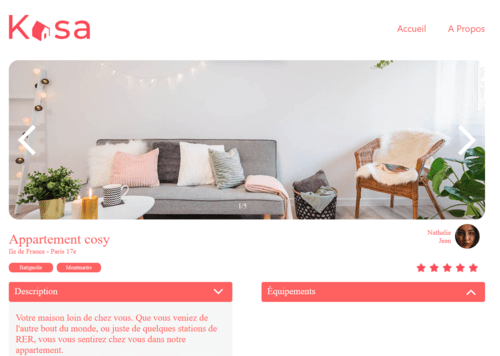 Kasa
Accueil A Propos
1/5
Appartement cosy
Ile de France - Paris 17e
Batignolle Montmartre
Nathalie
Jean
Description
Équipements
Votre maison loin de chez vous. Que vous veniez de
l'autre bout du monde, ou juste de quelques stations de
RER, vous vous sentirez chez vous dans notre
appartement.